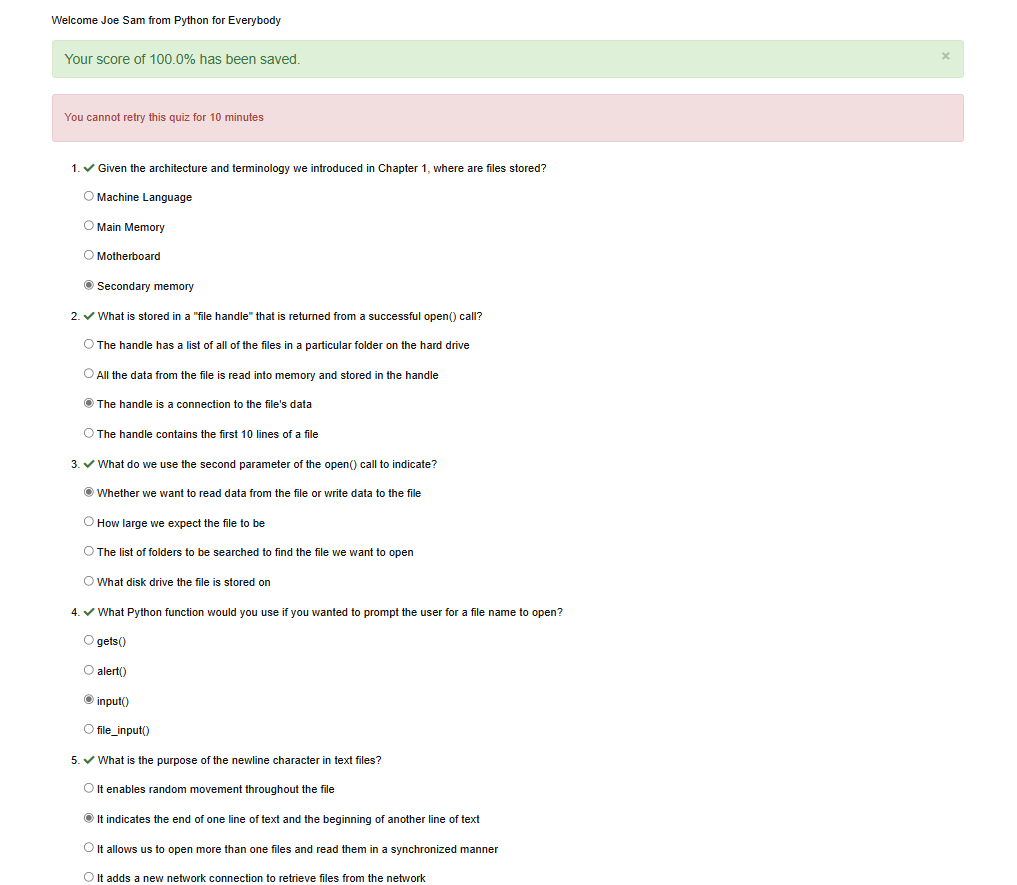 Welcome Joe Sam from Python for Everybody
Your score of 100.0% has been saved.
×
You cannot retry this quiz for 10 minutes
1. ✔ Given the architecture and terminology we introduced in Chapter 1, where are files stored?
Machine Language
Main Memory
Motherboard
Secondary memory
2. ✔ What is stored in a "file handle" that is returned from a successful open() call?
The handle has a list of all of the files in a particular folder on the hard drive
All the data from the file is read into memory and stored in the handle
The handle is a connection to the file's data
The handle contains the first 10 lines of a file
3. ✔ What do we use the second parameter of the open() call to indicate?
Whether we want to read data from the file or write data to the file
How large we expect the file to be
The list of folders to be searched to find the file we want to open
What disk drive the file is stored on
4. ✔ What Python function would you use if you wanted to prompt the user for a file name to open?
gets()
alert()
input()
file_input()
5. ✔ What is the purpose of the newline character in text files?
It enables random movement throughout the file
It indicates the end of one line of text and the beginning of another line of text
It allows us to open more than one files and read them in a synchronized manner
It adds a new network connection to retrieve files from the network